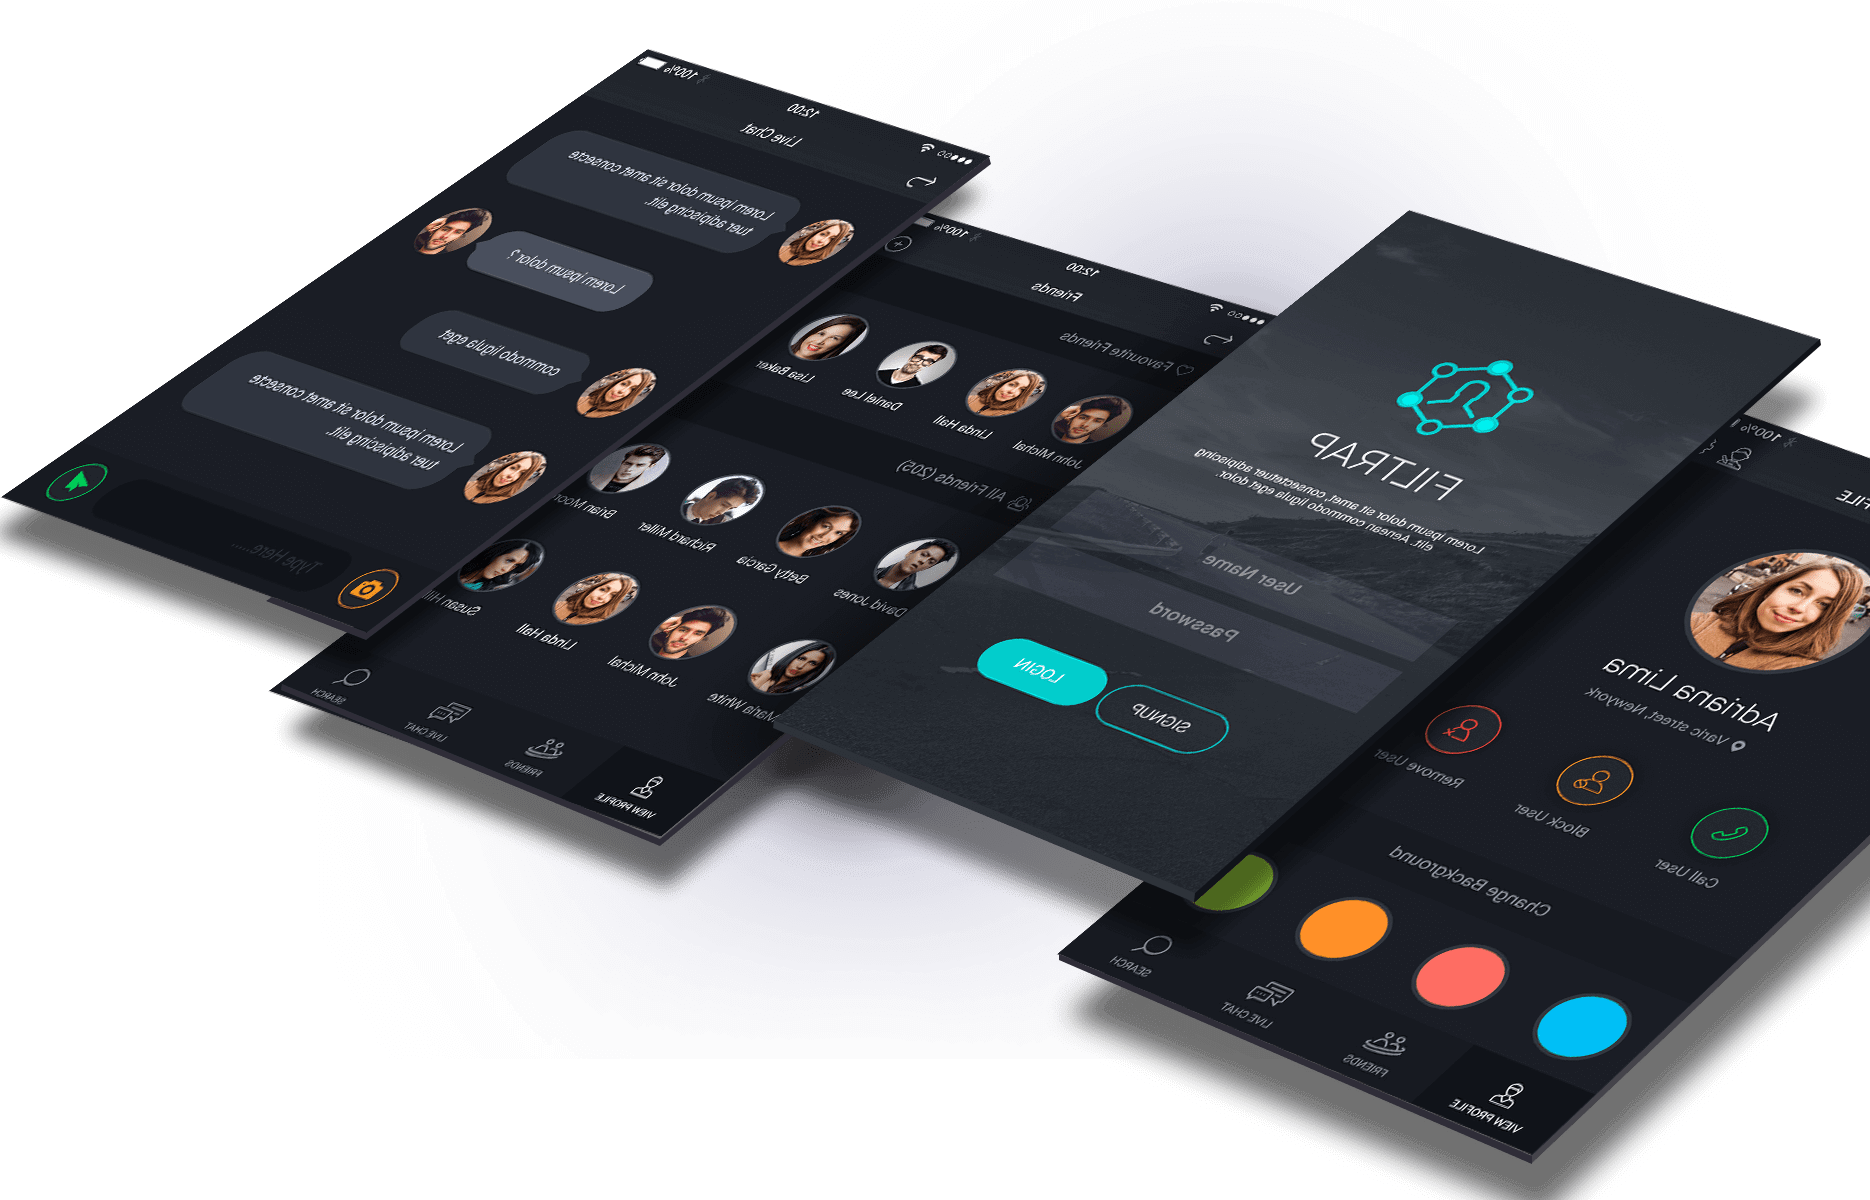 100%
12:00
Live Chat
Lorem ipsum dolor sit amet consecte
tuer adipiscing elit.
Lorem ipsum dolor ?
commodo ligula eget
Lorem ipsum dolor sit amet consecte
tuer adipiscing elit.
Type Here......
100%
12:00
Friends
Favourite Friends
John Michal
Linda Hall
Daniel Lee
Lisa Baker
All Friends (205)
David Jones
Betty Garcia
Richard Miller
Brian Moor
Maria White
John Michal
Linda Hall
Susan Hill
VIEW PROFILE
FRIENDS
LIVE CHAT
SEARCH
FILTRAP
Lorem ipsum dolor sit amet, consectetuer adipiscing
elit. Aenean commodo ligula eget dolor.
User Name
Password
SIGNUP
LOGIN
100%
FILE
Adriana Lima
Varic street, Newyork
Call User
Block User
Remove User
Change Background
VIEW PROFILE
FRIENDS
LIVE CHAT
SEARCH